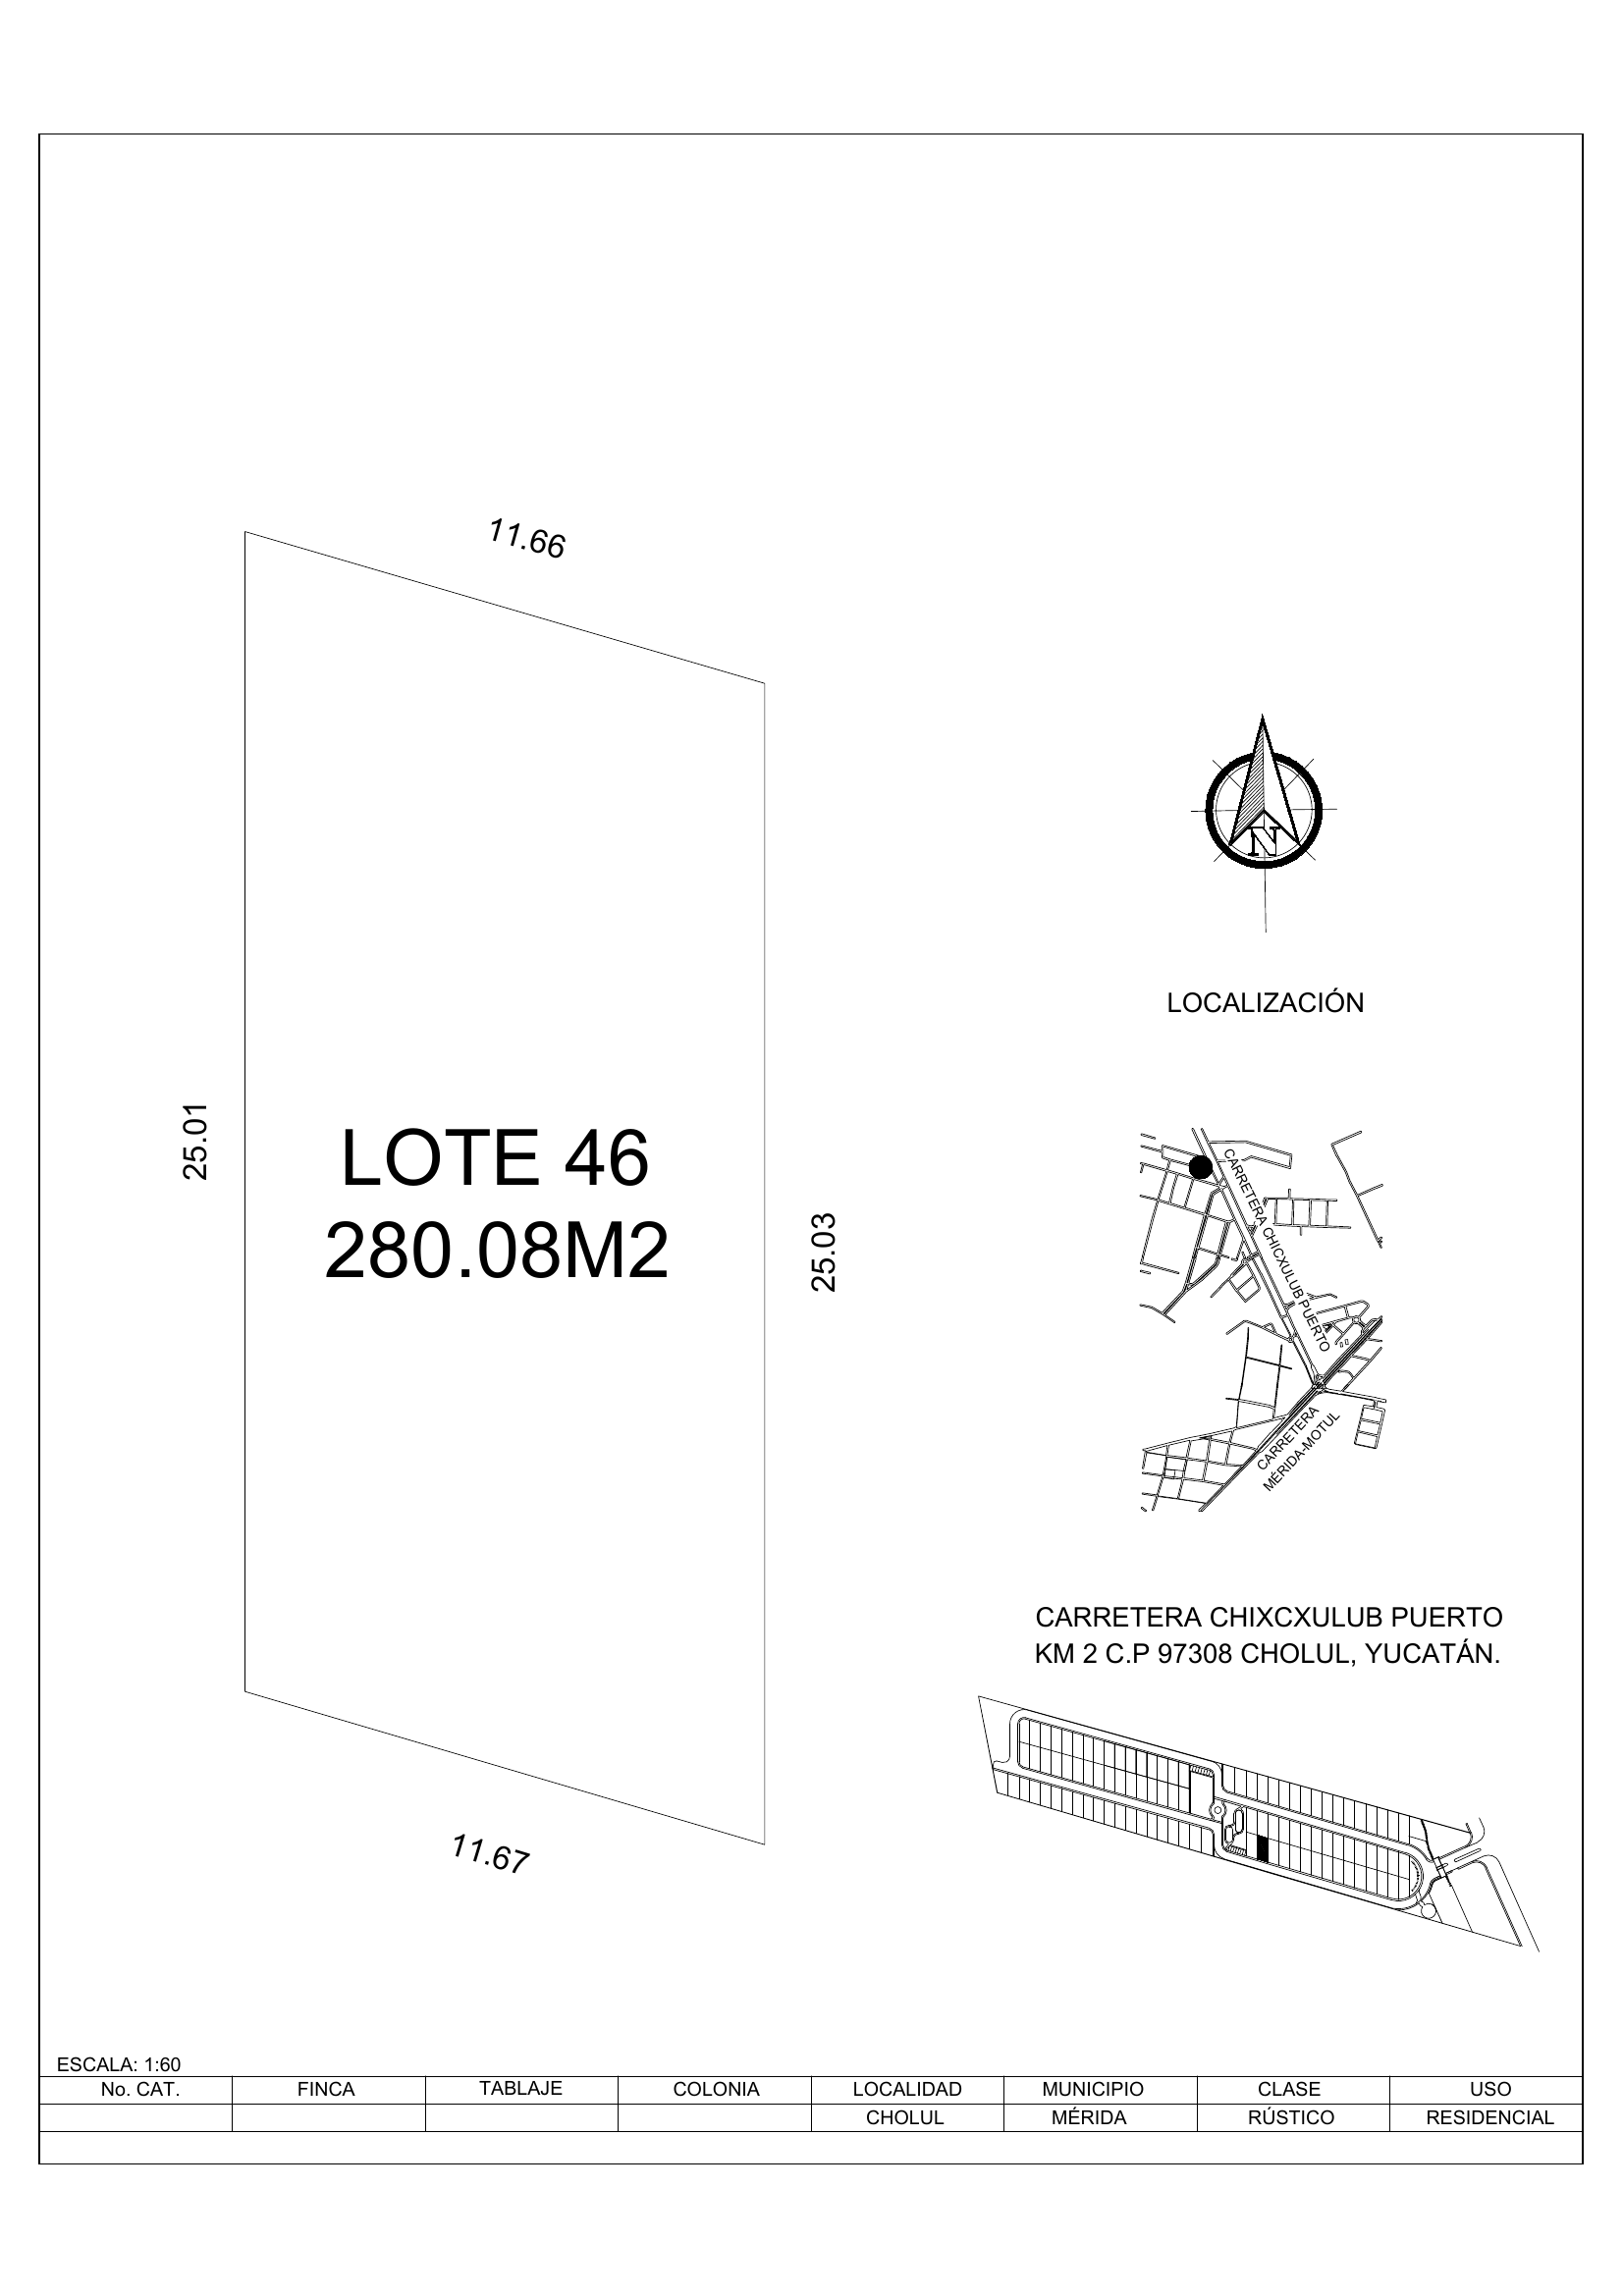 11.66
25.01
LOTE 46
280.08M2
25.03
11.67
N
LOCALIZACIÓN
CARRETERA CHICXULUB PUERTO
CARRETERA
MÉRIDA-MOTUL
CARRETERA CHIXCXULUB PUERTO
KM 2 C.P 97308 CHOLUL, YUCATÁN.
ESCALA: 1:60
No. CAT. FINCA TABLAJE COLONIA LOCALIDAD MUNICIPIO CLASE USO
CHOLUL MÉRIDA RÚSTICO RESIDENCIAL